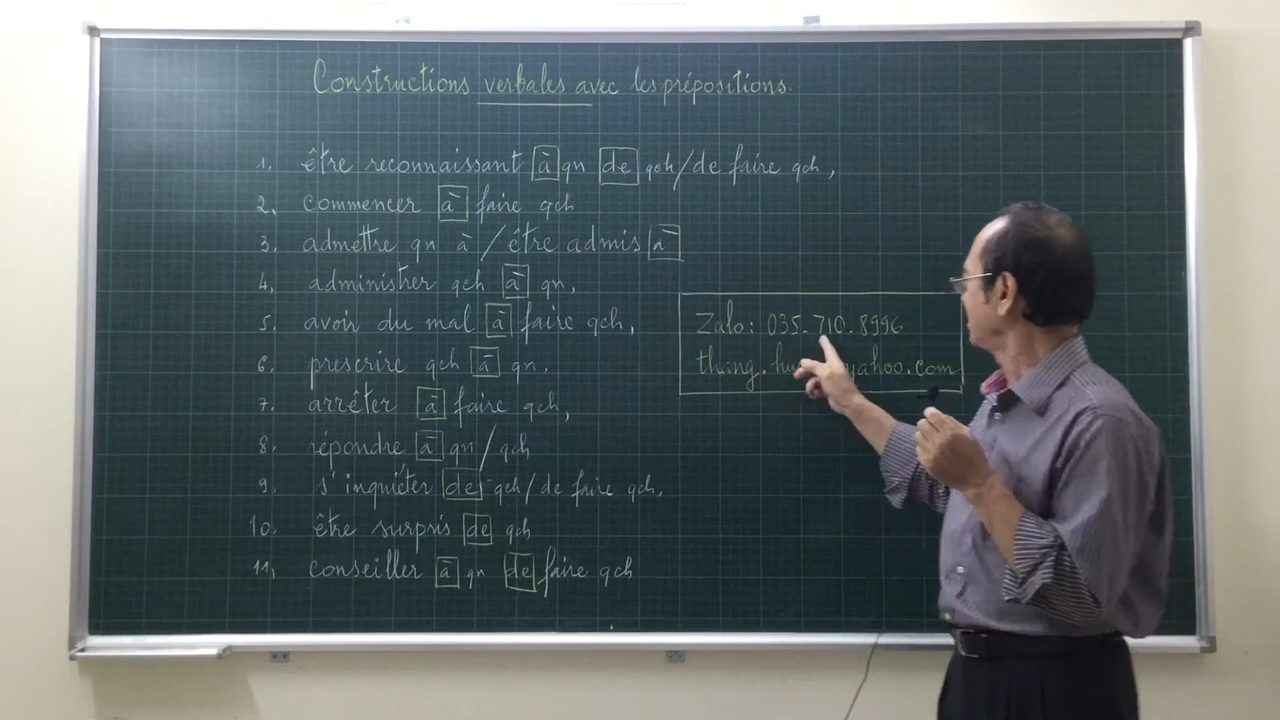 Constructions verbales avec les prépositions.
1. être reconnaissant à qn de qch/de faire qch,
2. commencer à faire qch
3. admettre qn à / être admis à
4. administrer qch à qn,
5. avoir du mal à faire qch,
6. prescrire qch à qn.
7. arrêter à faire qch,
8. répondre à qn/qch
9. s'inquiéter de qch/de faire qch,
10. être surpris de qch
11, conseiller à qn de faire qch
Zalo: 035.710.8996
yahoo.com